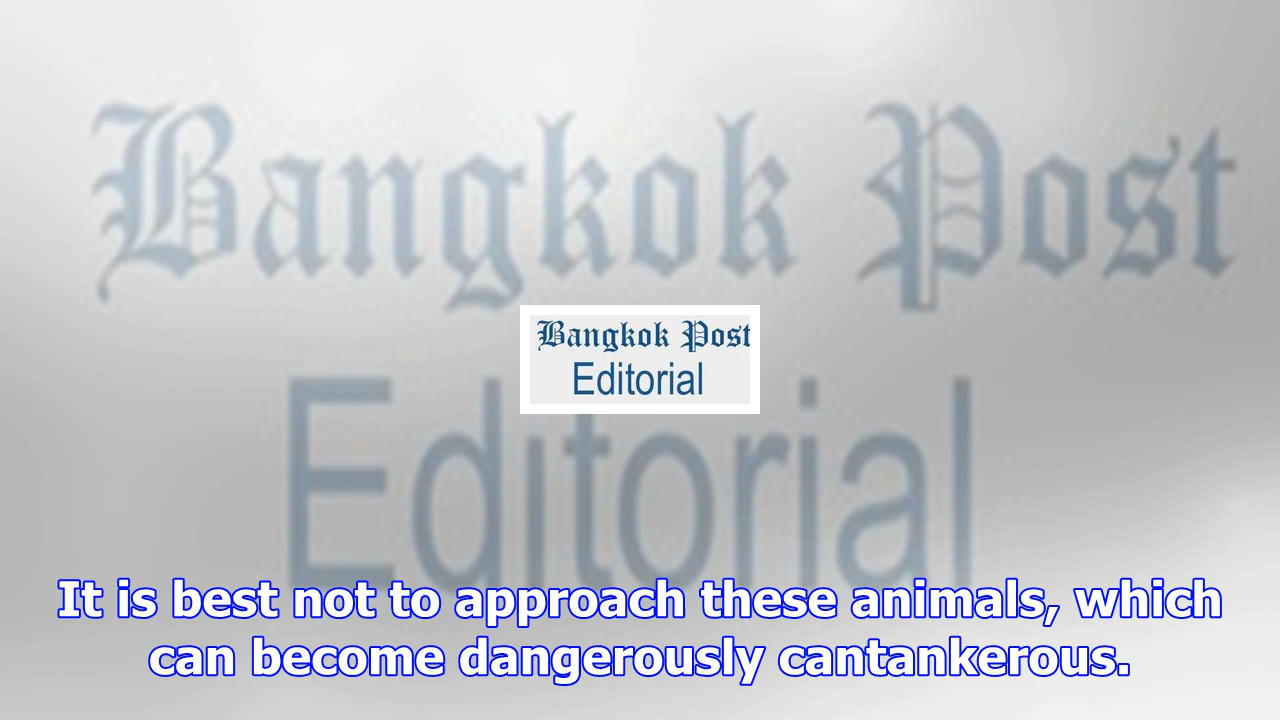 Bangkok Post
Editorial
Bangkok Post
Editorial
It is best not to approach these animals, which
can become dangerously cantankerous.